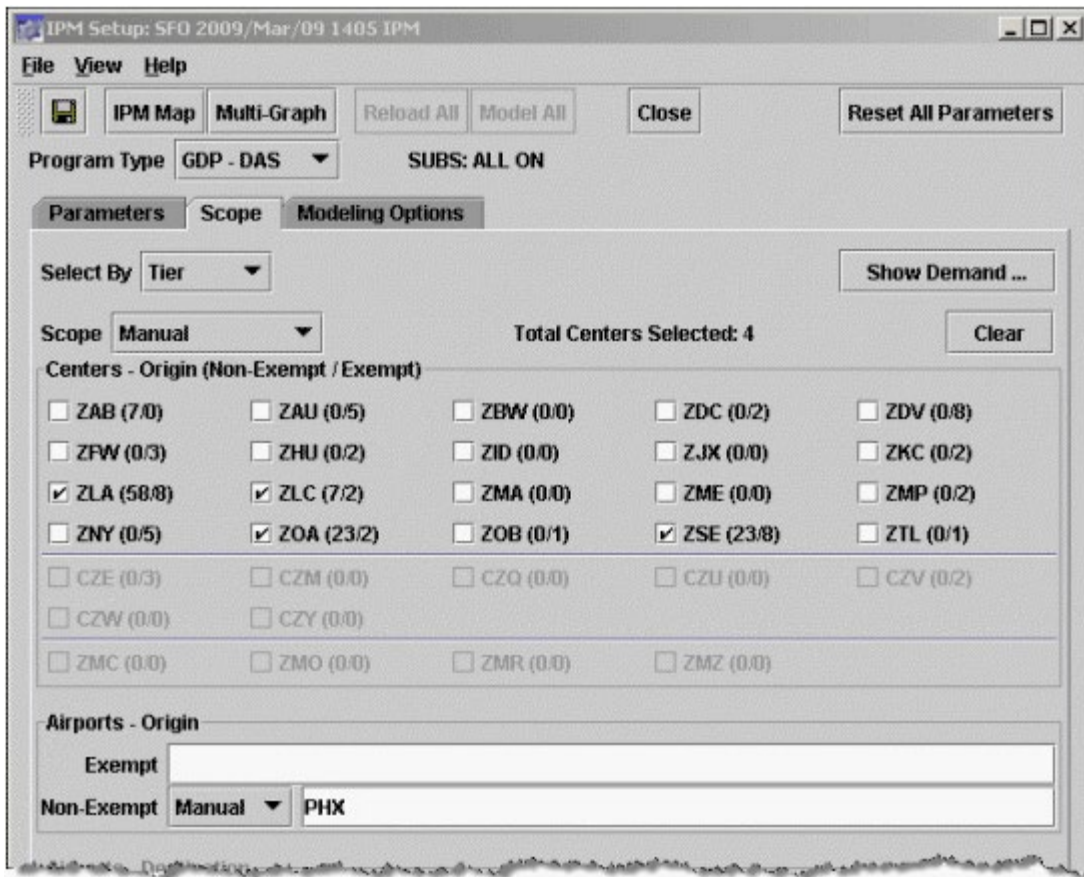 IPM Setup: SFO 2009/Mar/09 1405 IPM
File View Help
IPM Map Multi-Graph Reload All Model All Close Reset All Parameters
Program Type GDP - DAS SUBS: ALL ON
Parameters Scope Modeling Options
Select By Tier Show Demand ...
Scope Manual Total Centers Selected: 4 Clear
Centers - Origin (Non-Exempt / Exempt)
ZAB (7/0) ZAU (0/5) ZBW (0/0) ZDC (0/2) ZDV (0/8)
ZFW (0/3) ZHU (0/2) ZID (0/0) ZJX (0/0) ZKC (0/2)
ZLA (58/8) ZLC (7/2) ZMA (0/0) ZME (0/0) ZMP (0/2)
ZNY (0/5) ZOA (23/2) ZOB (0/1) ZSE (23/8) ZTL (0/1)
CZE (0/3) CZM (0/0) CZQ (0/0) CZU (0/0) CZV (0/2)
CZW (0/0) CZY (0/0)
ZMC (0/0) ZMO (0/0) ZMR (0/0) ZMZ (0/0)
Airports - Origin
Exempt
Non-Exempt Manual PHX